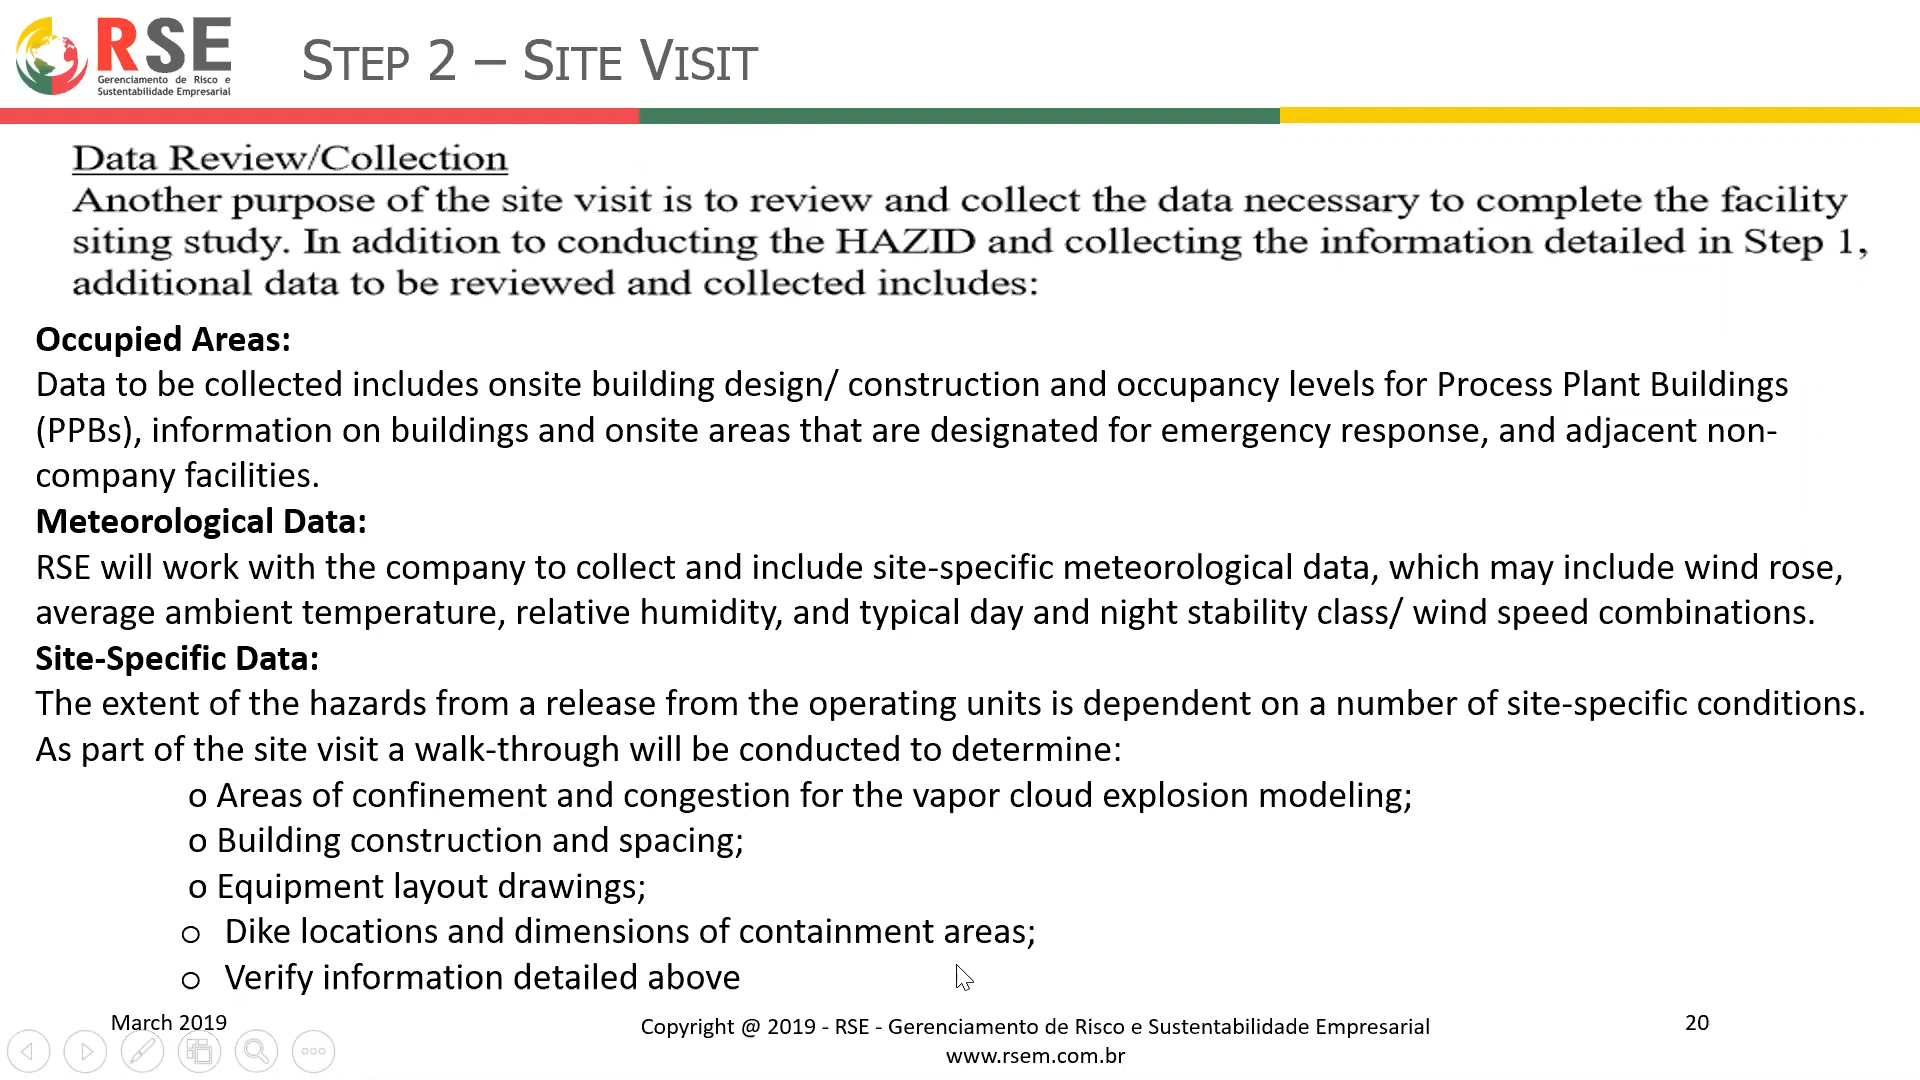 RSE
Gerenciamento de Risco e
Sustentabilidade Empresarial
STEP 2 – SITE VISIT
Data Review/Collection
Another purpose of the site visit is to review and collect the data necessary to complete the facility
siting study. In addition to conducting the HAZID and collecting the information detailed in Step 1,
additional data to be reviewed and collected includes:
Occupied Areas:
Data to be collected includes onsite building design/ construction and occupancy levels for Process Plant Buildings
(PPBs), information on buildings and onsite areas that are designated for emergency response, and adjacent non-
company facilities.
Meteorological Data:
RSE will work with the company to collect and include site-specific meteorological data, which may include wind rose,
average ambient temperature, relative humidity, and typical day and night stability class/ wind speed combinations.
Site-Specific Data:
The extent of the hazards from a release from the operating units is dependent on a number of site-specific conditions.
As part of the site visit a walk-through will be conducted to determine:
o Areas of confinement and congestion for the vapor cloud explosion modeling;
o Building construction and spacing;
o Equipment layout drawings;
o Dike locations and dimensions of containment areas;
o Verify information detailed above
March 2019
Copyright @ 2019 - RSE - Gerenciamento de Risco e Sustentabilidade Empresarial
www.rsem.com.br
20